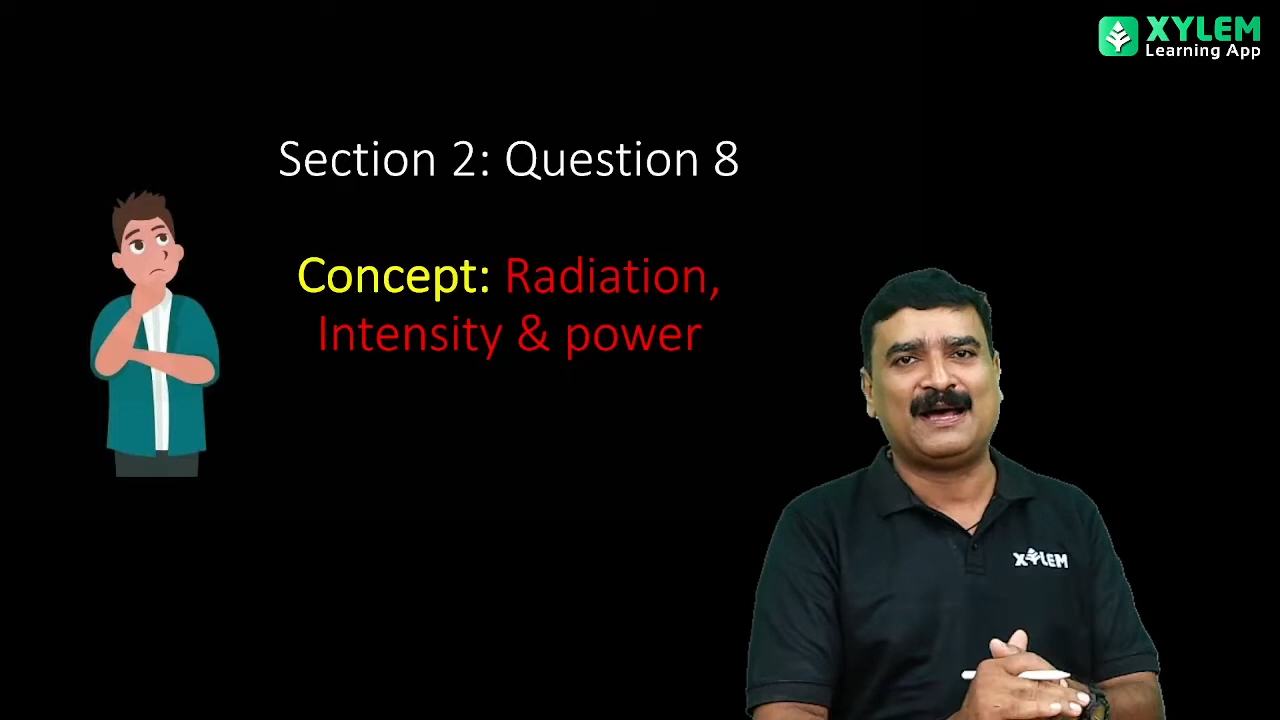 XYLEM
Learning App
Section 2: Question 8
Concept: Radiation,
Intensity & power
XYLEM